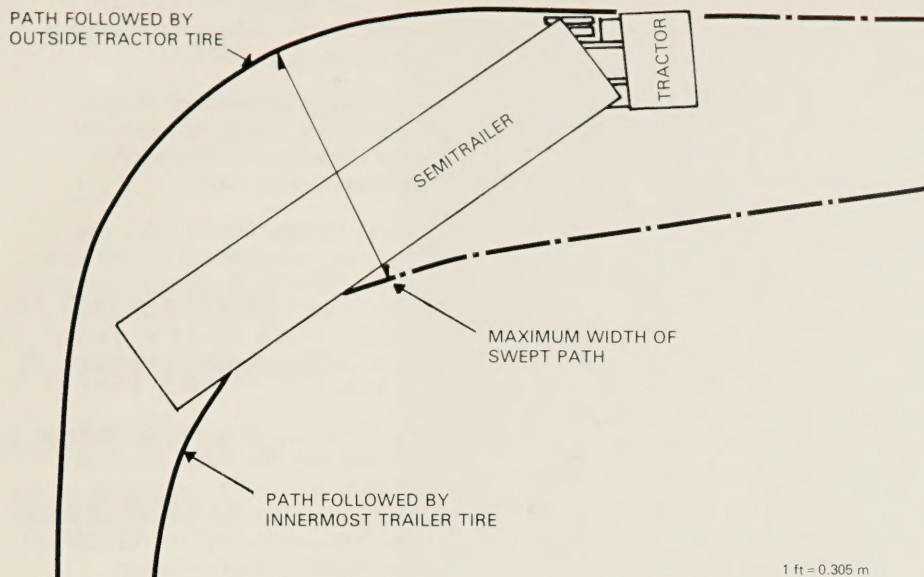 PATH FOLLOWED BY
OUTSIDE TRACTOR TIRE
TRACTOR
SEMITRAILER
MAXIMUM WIDTH OF
SWEPT PATH
PATH FOLLOWED BY
INNERMOST TRAILER TIRE
1 ft = 0.305 m